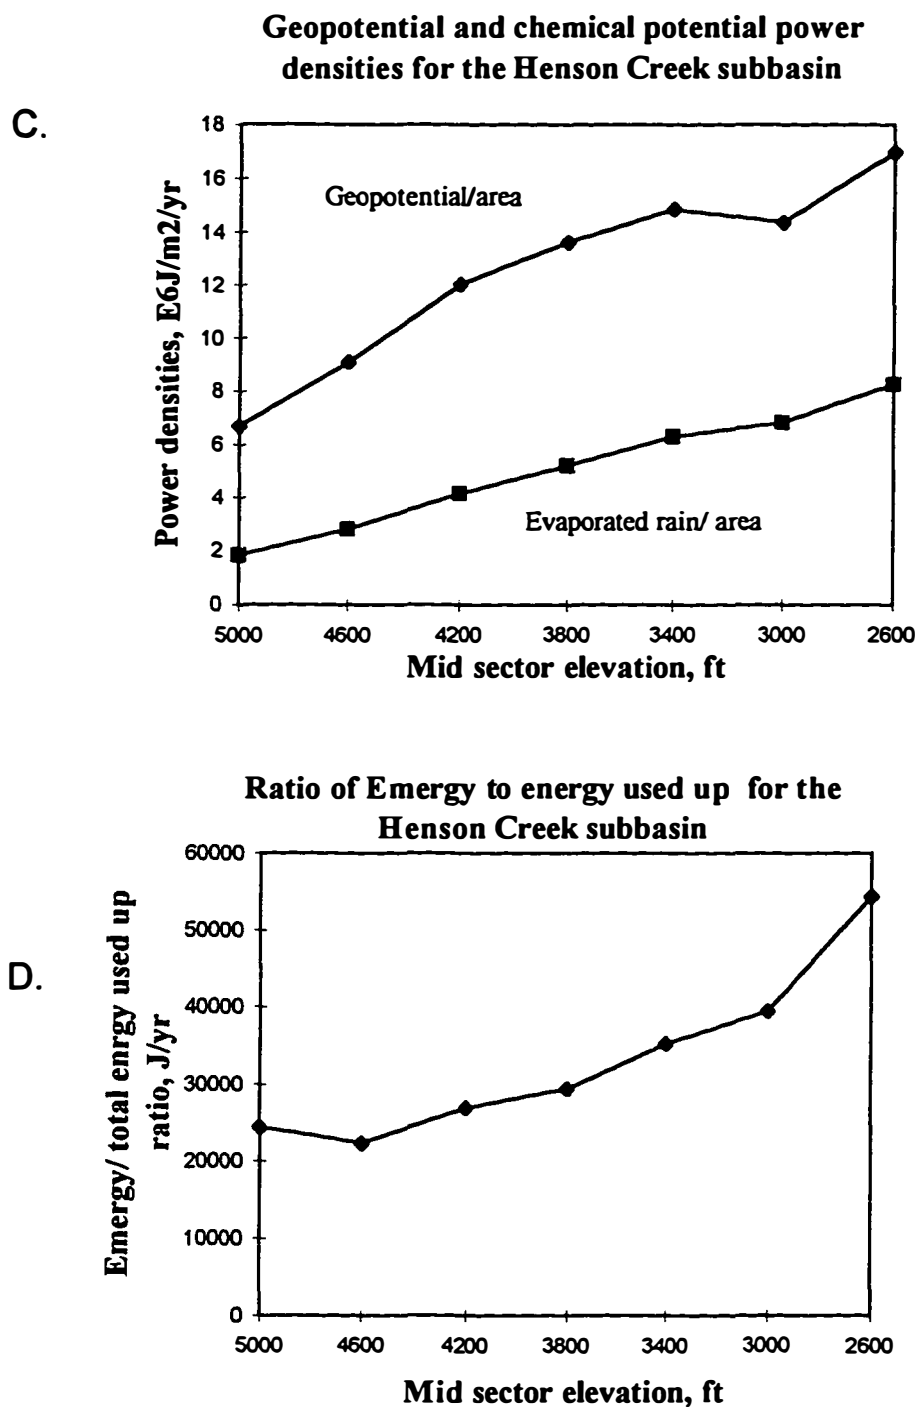 Geopotential and chemical potential power
densities for the Henson Creek subbasin
C.
Power densities, E6J/m2/yr
18
16
14
12
10
8
6
4
2
0
Geopotential/area
Evaporated rain/ area
5000 4600 4200 3800 3400 3000 2600
Mid sector elevation, ft
Ratio of Emergy to energy used up for the
Henson Creek subbasin
D.
Emergy/ total enrgy used up
ratio, J/yr
60000
50000
40000
30000
20000
10000
0
5000 4600 4200 3800 3400 3000 2600
Mid sector elevation, ft